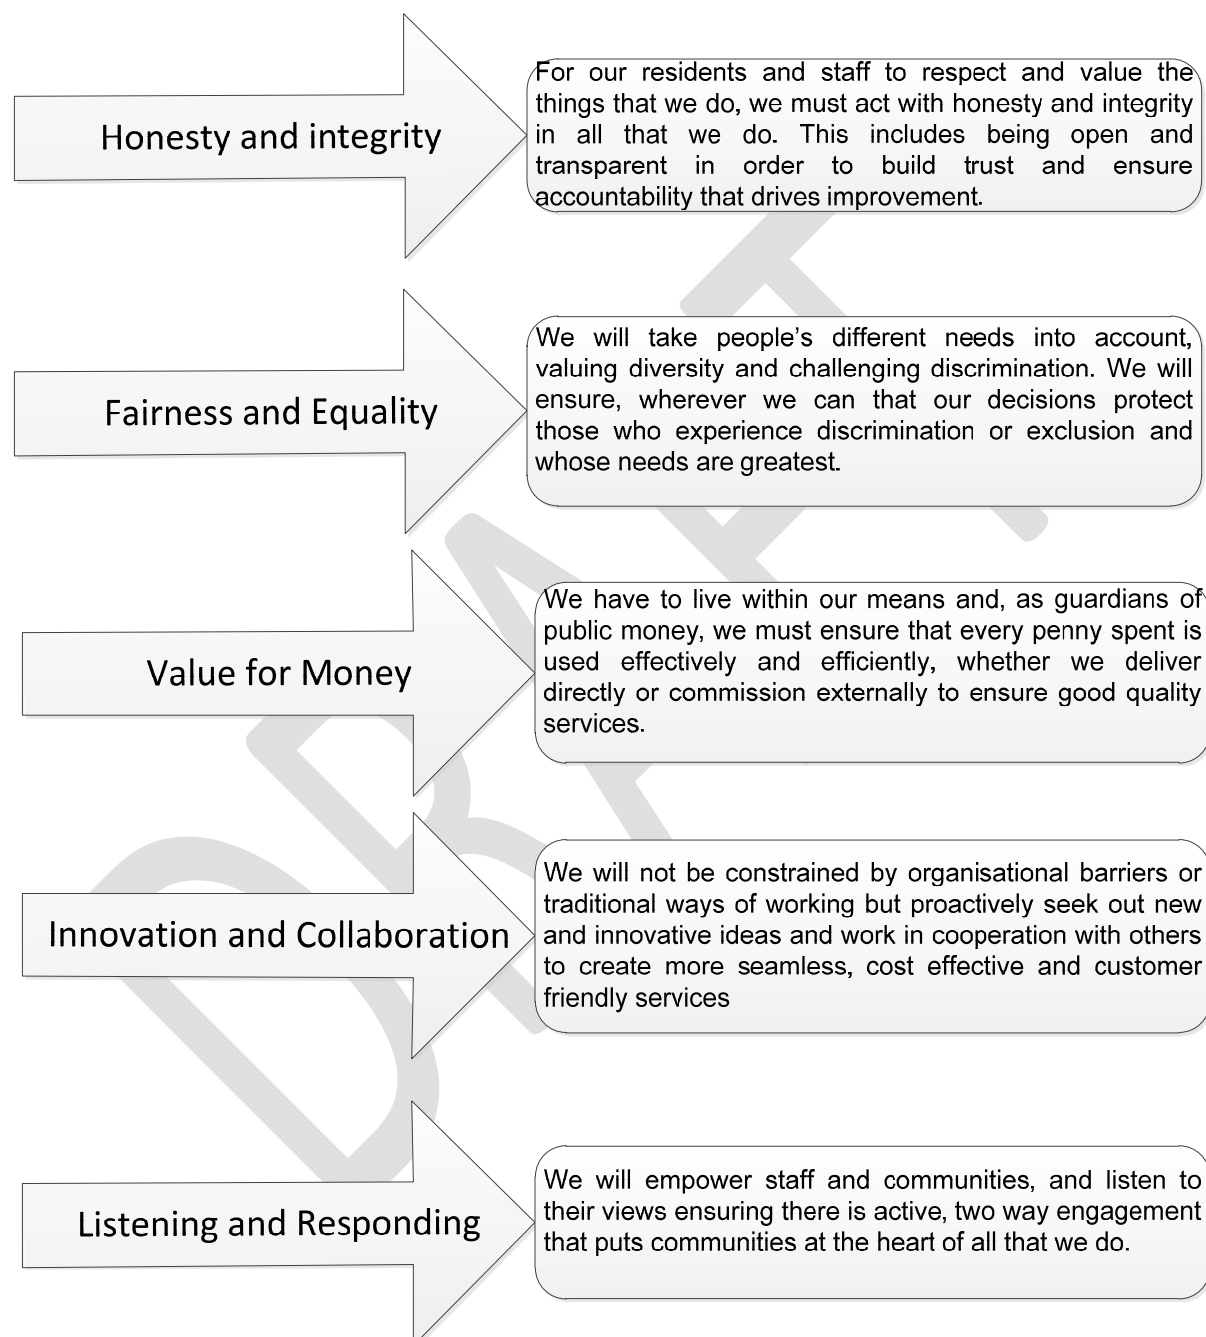 Honesty and integrity
For our residents and staff to respect and value the
things that we do, we must act with honesty and integrity
in all that we do. This includes being open and
transparent in order to build trust and ensure
accountability that drives improvement.
Fairness and Equality
We will take people’s different needs into account,
valuing diversity and challenging discrimination. We will
ensure, wherever we can that our decisions protect
those who experience discrimination or exclusion and
whose needs are greatest.
Value for Money
We have to live within our means and, as guardians of
public money, we must ensure that every penny spent is
used effectively and efficiently, whether we deliver
directly or commission externally to ensure good quality
services.
Innovation and Collaboration
We will not be constrained by organisational barriers or
traditional ways of working but proactively seek out new
and innovative ideas and work in cooperation with others
to create more seamless, cost effective and customer
friendly services
Listening and Responding
We will empower staff and communities, and listen to
their views ensuring there is active, two way engagement
that puts communities at the heart of all that we do.
DRAFT